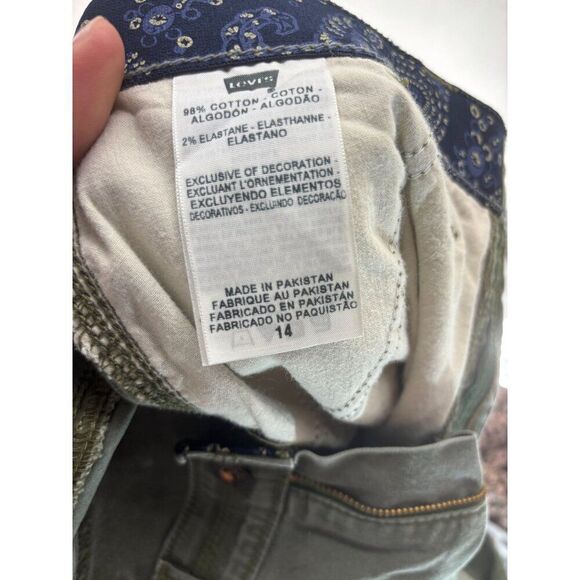 Levi's
98% COTTON - COTON -
ALGODÓN - ALGODÃO
2% ELASTANE - ELASTHANNE -
ELASTANO
EXCLUSIVE OF DECORATION -
EXCLUANT L'ORNEMENTATION -
EXCLUYENDO ELEMENTOS
DECORATIVOS - EXCLUINDO DECORAÇÃO
MADE IN PAKISTAN
FABRIQUE AU PAKISTAN
FABRICADO EN PAKISTÁN
FABRICADO NO PAQUISTÃO
14